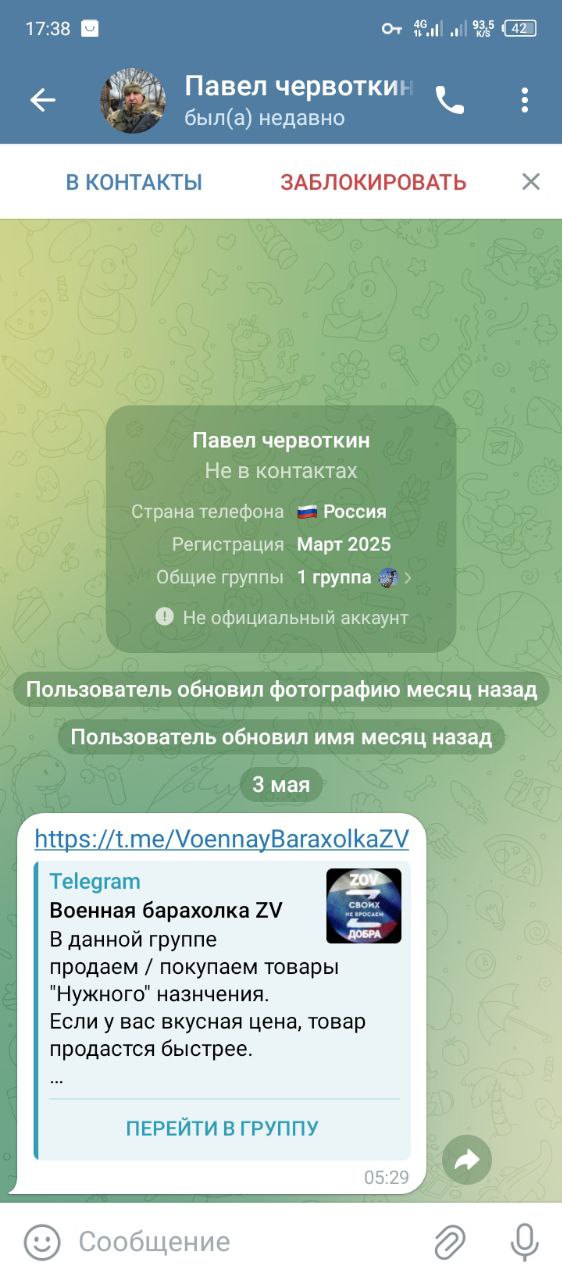 17:38
4G
93,5
K/S
42
Павел червоткин
был(а) недавно
В КОНТАКТЫ
ЗАБЛОКИРОВАТЬ
Павел червоткин
Не в контактах
Страна телефона Россия
Регистрация Март 2025
Общие группы 1 группа
Не официальный аккаунт
Пользователь обновил фотографию месяц назад
Пользователь обновил имя месяц назад
3 мая
https://t.me/VoennayBaraxolkaZV
Telegram
Военная барахолка ZV
В данной группе
продаем / покупаем товары
"Нужного" назнчения.
Если у вас вкусная цена, товар
продастся быстрее.
...
ZOV
СВОИХ
НЕ БРОСАЕМ
ДОБРА
ПЕРЕЙТИ В ГРУППУ
05:29
Сообщение